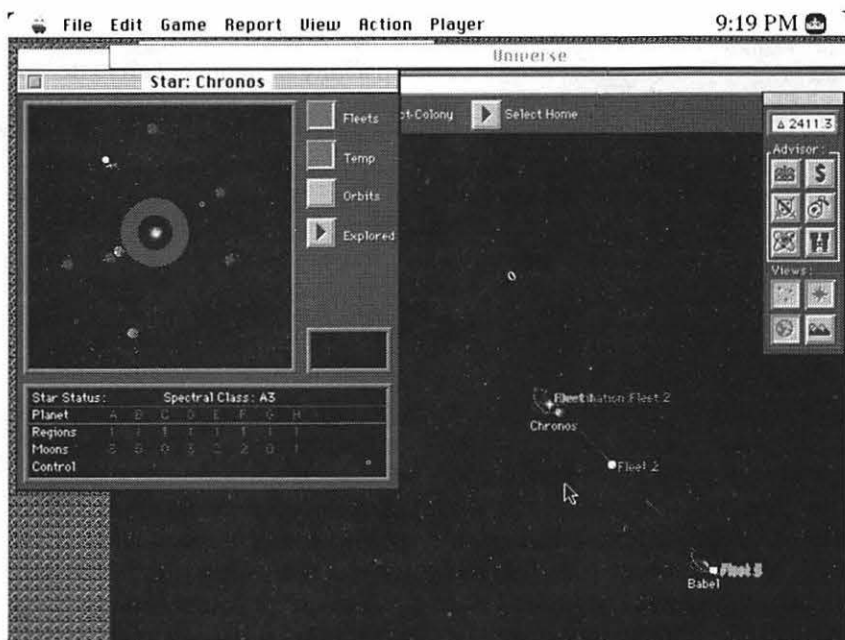 File Edit Game Report View Action Player 9:19 PM
Universe
Star: Chronos
Fleets
Temp
Orbits
Explored
ot-Colony
Select Home
2411.3
Advisor:
$
Views:
Star Status: Spectral Class: A3
Planet A B C D E F G H
Regions
Moons
Control
Fleet 2
Chronos
Fleet 2
Babel
Fleet 5